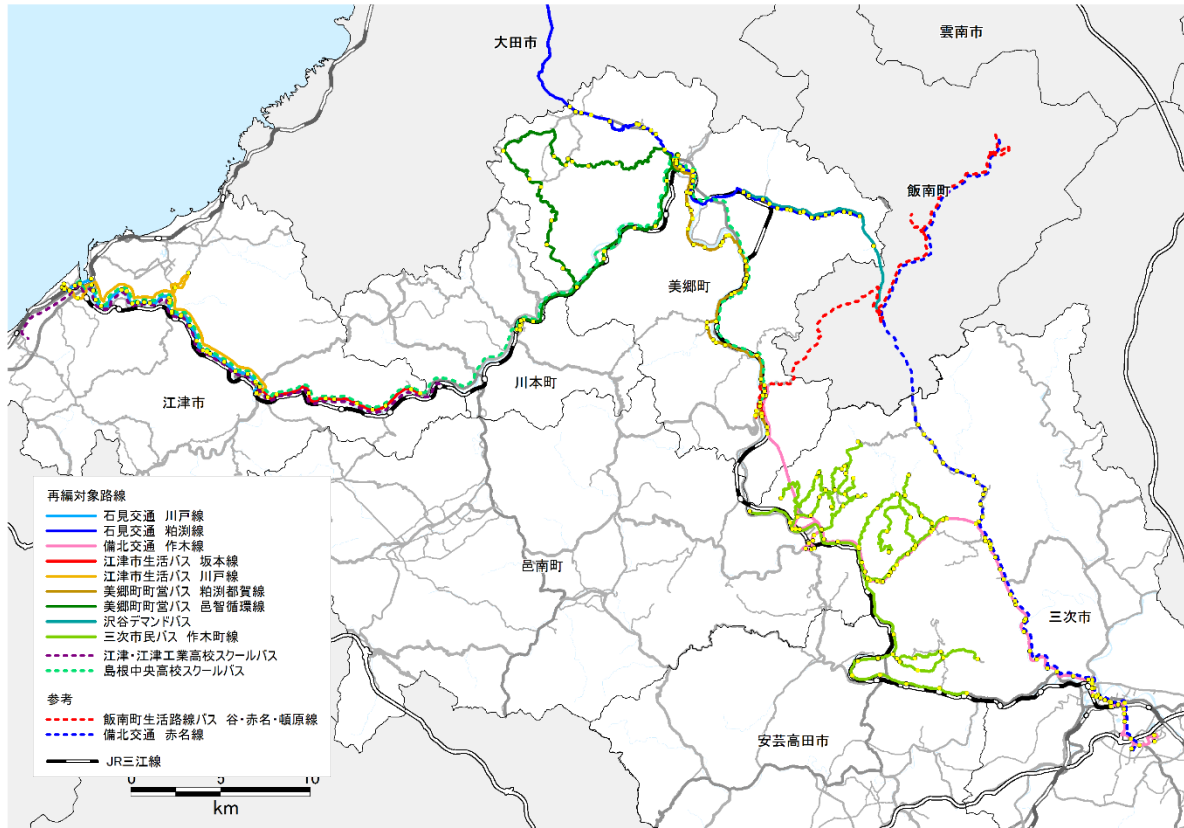 大田市
雲南市
飯南町
美郷町
川本町
江津市
邑南町
三次市
安芸高田市
再編対象路線
石見交通 川戸線
石見交通 粕渕線
備北交通 作木線
江津市生活バス 坂本線
江津市生活バス 川戸線
美郷町町営バス 粕渕都賀線
美郷町町営バス 邑智循環線
沢谷デマンドバス
三次市民バス 作木町線
江津・江津工業高校スクールバス
島根中央高校スクールバス
参考
飯南町生活路線バス 谷・赤名・頓原線
備北交通 赤名線
JR三江線
0 5 10
km